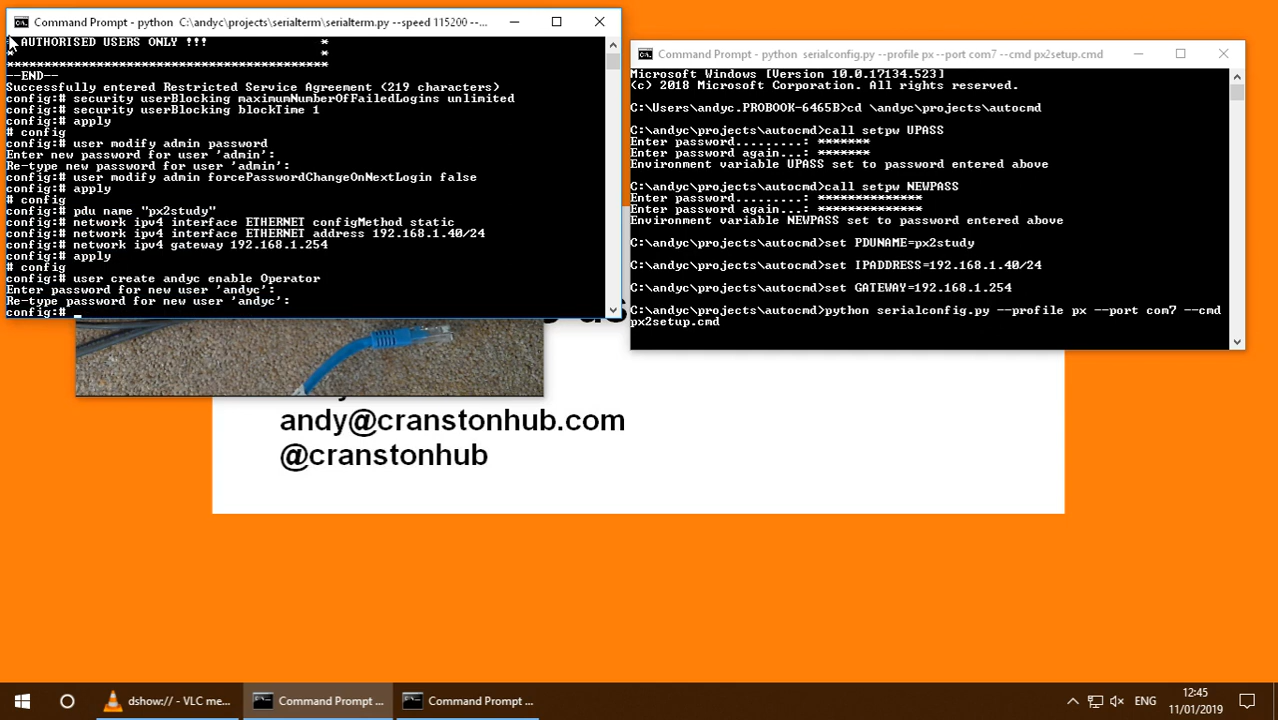 Command Prompt - python  C:\andyc\projects\serialterm\serialterm.py --speed 115200 --...
AUTHORISED USERS ONLY !!! *
* *
*******************************************
--END--
Successfully entered Restricted Service Agreement (219 characters)
config:# security userBlocking maximumNumberOfFailedLogins unlimited
config:# security userBlocking blockTime 1
config:# apply
# config
config:# user modify admin password
Enter new password for user 'admin':
Re-type new password for user 'admin':
config:# user modify admin forcePasswordChangeOnNextLogin false
config:# apply
# config
config:# pdu name "px2study"
config:# network ipv4 interface ETHERNET configMethod static
config:# network ipv4 interface ETHERNET address 192.168.1.40/24
config:# network ipv4 gateway 192.168.1.254
config:# apply
# config
config:# user create andyc enable Operator
Enter password for new user 'andyc':
Re-type password for new user 'andyc':
config:# _
Command Prompt - python  serialconfig.py --profile px --port com7 --cmd px2setup.cmd
Microsoft Windows [Version 10.0.17134.523]
(c) 2018 Microsoft Corporation. All rights reserved.
C:\Users\andyc.PROBOOK-6465B>cd \andyc\projects\autocmd
C:\andyc\projects\autocmd>call setpw UPASS
Enter password.........: *******
Enter password again...: *******
Environment variable UPASS set to password entered above
C:\andyc\projects\autocmd>call setpw NEWPASS
Enter password.........: **************
Enter password again...: **************
Environment variable NEWPASS set to password entered above
C:\andyc\projects\autocmd>set PDUNAME=px2study
C:\andyc\projects\autocmd>set IPADDRESS=192.168.1.40/24
C:\andyc\projects\autocmd>set GATEWAY=192.168.1.254
C:\andyc\projects\autocmd>python serialconfig.py --profile px --port com7 --cmd
px2setup.cmd
andy@cranstonhub.com
@cranstonhub
dshow:// - VLC me...
Command Prompt ...
Command Prompt ...
ENG
12:45
11/01/2019